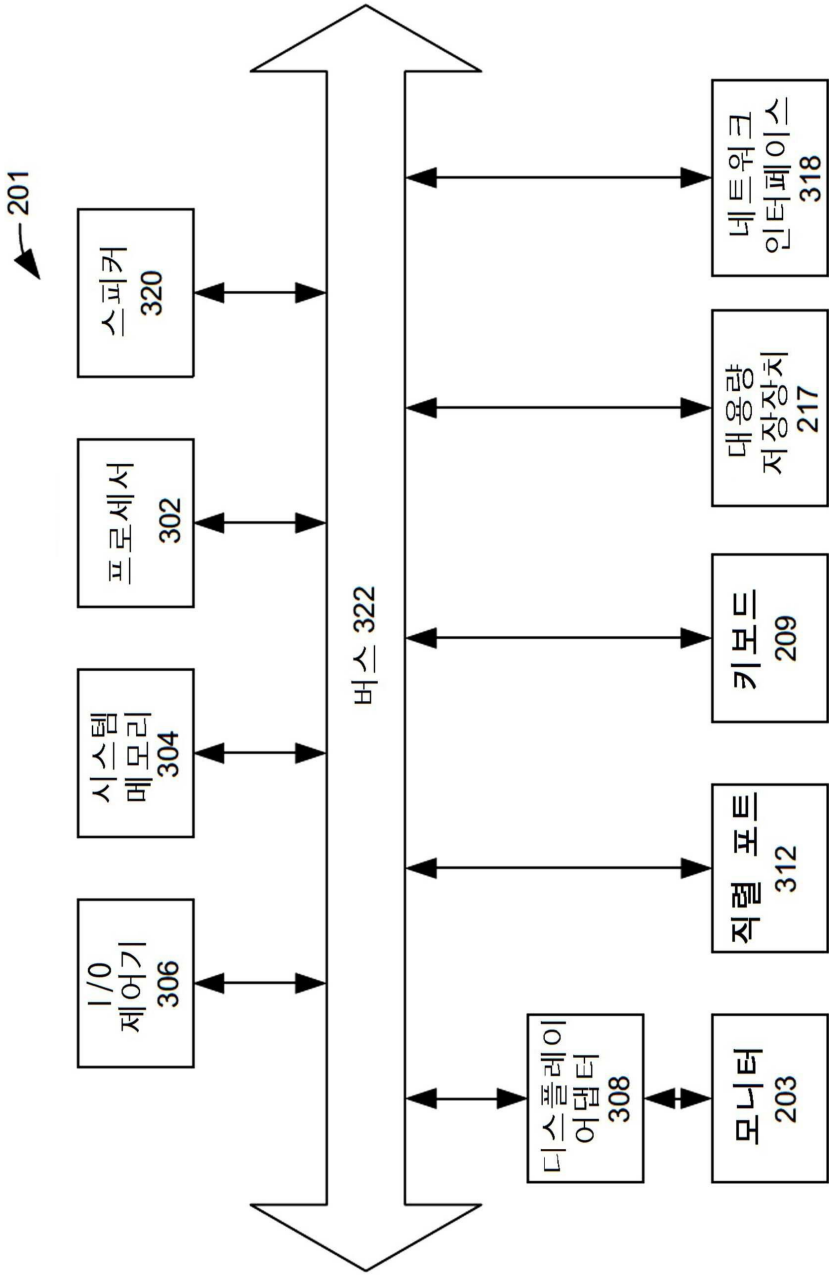 201
I/O
제어기
306
시스템
메모리
304
프로세서
302
스피커
320
버스 322
디스플레이
어댑터
308
모니터
203
직렬 포트
312
키보드
209
대용량
저장장치
217
네트워크
인터페이스
318